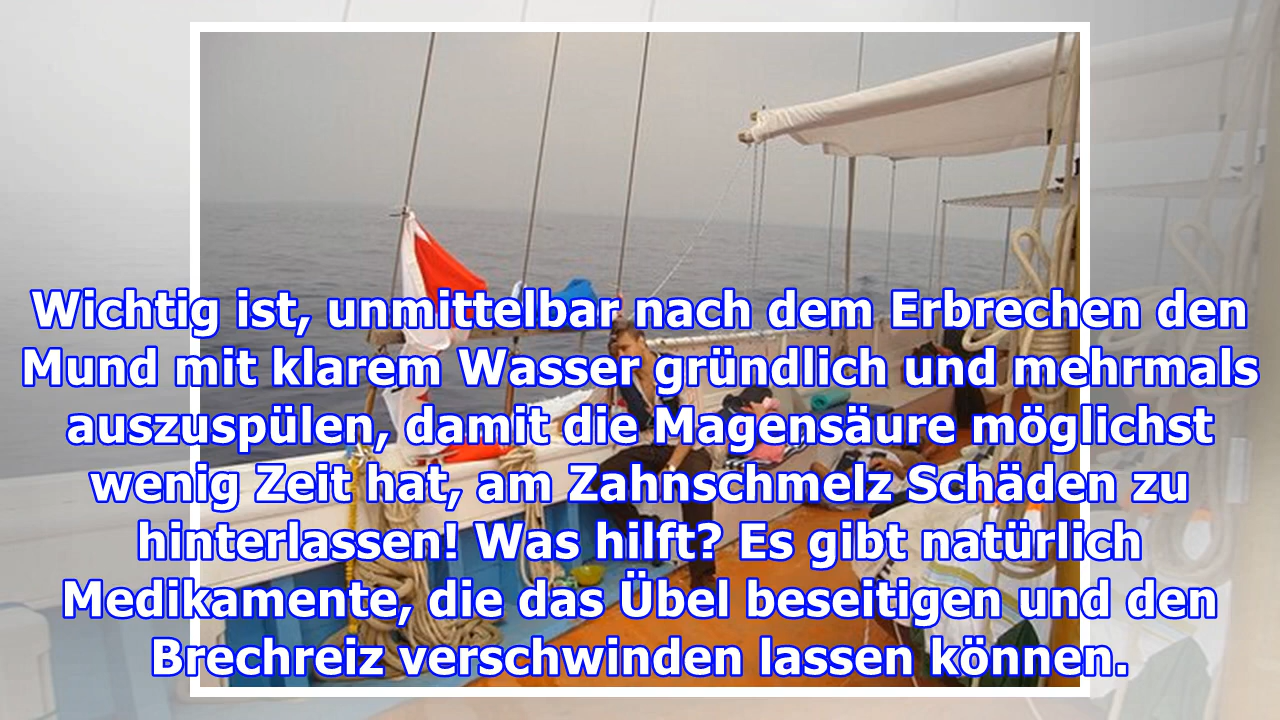 Wichtig ist, unmittelbar nach dem Erbrechen den
Mund mit klarem Wasser gründlich und mehrmals
auszuspülen, damit die Magensäure möglichst
wenig Zeit hat, am Zahnschmelz Schäden zu
hinterlassen! Was hilft? Es gibt natürlich
Medikamente, die das Übel beseitigen und den
Brechreiz verschwinden lassen können.